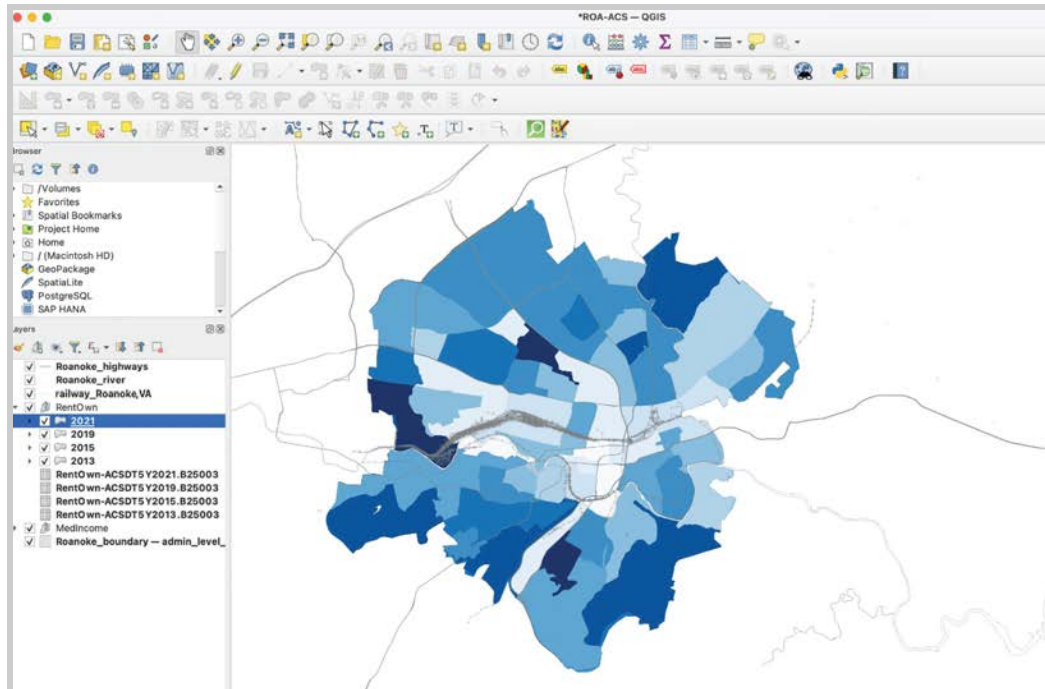 *ROA-ACS — QGIS
Browser
/Volumes
Favorites
Spatial Bookmarks
Project Home
Home
/ (Macintosh HD)
GeoPackage
SpatiaLite
PostgreSQL
SAP HANA
Layers
Roanoke_highways
Roanoke_river
railway_Roanoke,VA
RentOwn
2021
2019
2015
2013
RentOwn-ACSDT5Y2021.B25003
RentOwn-ACSDT5Y2019.B25003
RentOwn-ACSDT5Y2015.B25003
RentOwn-ACSDT5Y2013.B25003
MedIncome
Roanoke_boundary — admin_level_